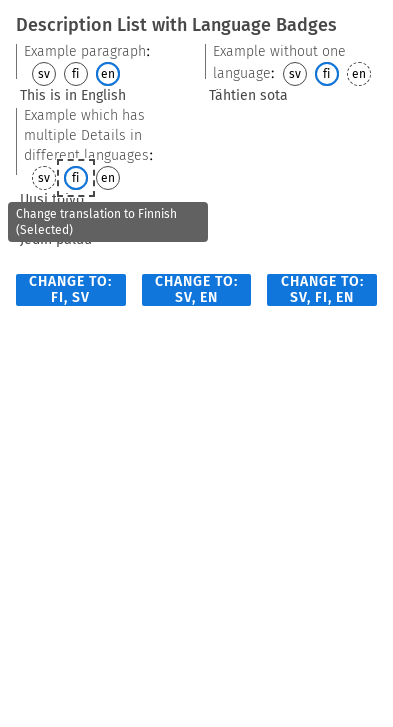 Description List with Language Badges
Example paragraph:
sv fi en
This is in English
Example without one
language: sv fi en
Tähtien sota
Example which has
multiple Details in
different languages:
sv fi en
Uusi toivo
Change translation to Finnish
(Selected)
CHANGE TO:
FI, SV
CHANGE TO:
SV, EN
CHANGE TO:
SV, FI, EN